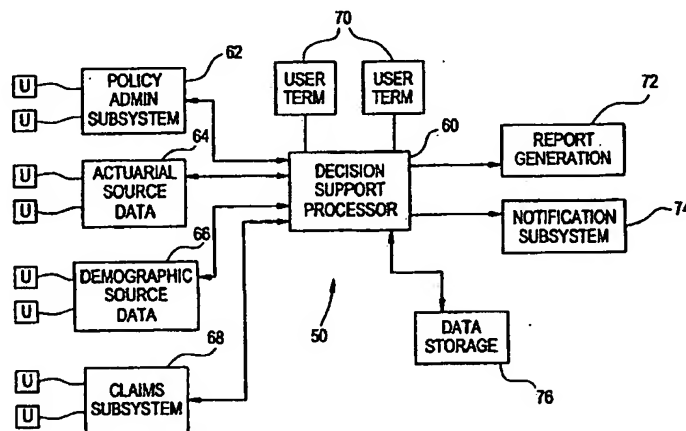 70
62
U
POLICY
ADMIN
SUBSYSTEM
U
USER
TERM
USER
TERM
72
60
REPORT
GENERATION
64
U
ACTUARIAL
SOURCE
DATA
U
DECISION
SUPPORT
PROCESSOR
NOTIFICATION
SUBSYSTEM
74
66
U
DEMOGRAPHIC
SOURCE
DATA
U
50
DATA
STORAGE
76
68
U
CLAIMS
SUBSYSTEM
U